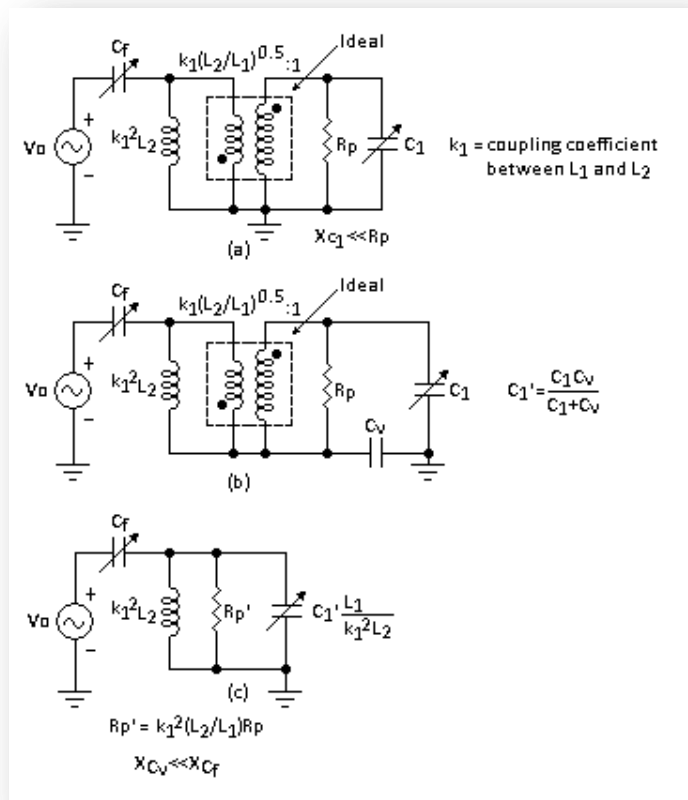 Cf
k₁(L₂/L₁)⁰·⁵:1
Ideal
Vo
+
−
k₁²L₂
Rp
C₁
k₁ = coupling coefficient
between L₁ and L₂
(a)
Xc₁<<Rp
Cf
k₁(L₂/L₁)⁰·⁵:1
Ideal
Vo
+
−
k₁²L₂
Rp
C₁
C₁' = C₁Cv
C₁+Cv
Cv
(b)
Cf
Vo
+
−
k₁²L₂
Rp'
C₁' L₁
k₁²L₂
(c)
Rp' = k₁²(L₂/L₁)Rp
XCv<<XCf